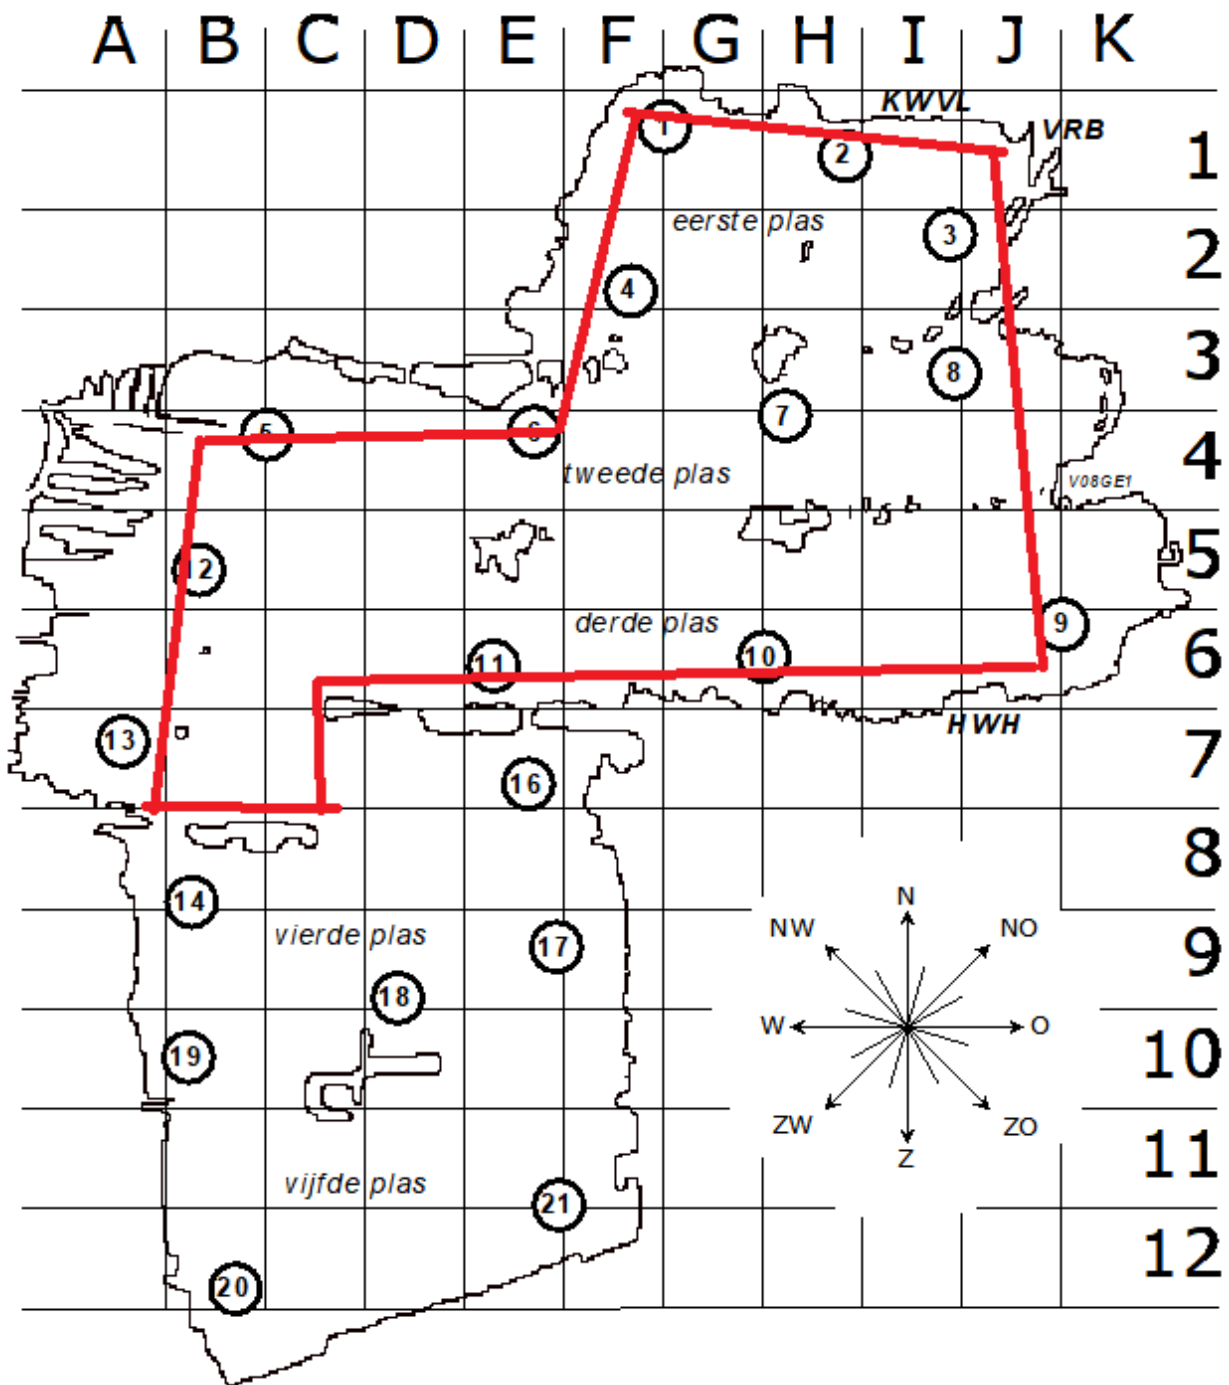 A B C D E F G H I J K
KWVL
VRB
1
1
2
eerste plas
3
2
4
3
8
7
5
6
4
tweede plas
V08GE1
12
5
derde plas
9
6
10
11
13
HWH
7
16
8
14
N
NW
NO
vierde plas
17
9
18
W
O
19
10
ZW
ZO
Z
11
vijfde plas
21
12
20